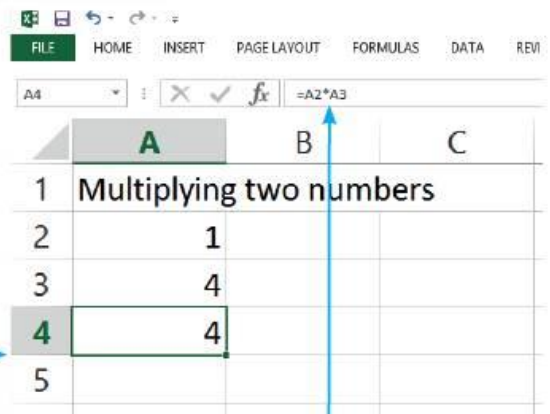 FILE HOME INSERT PAGE LAYOUT FORMULAS DATA REVI
A4 fx =A2*A3
A B C
1 Multiplying two numbers
2 1
3 4
4 4
5